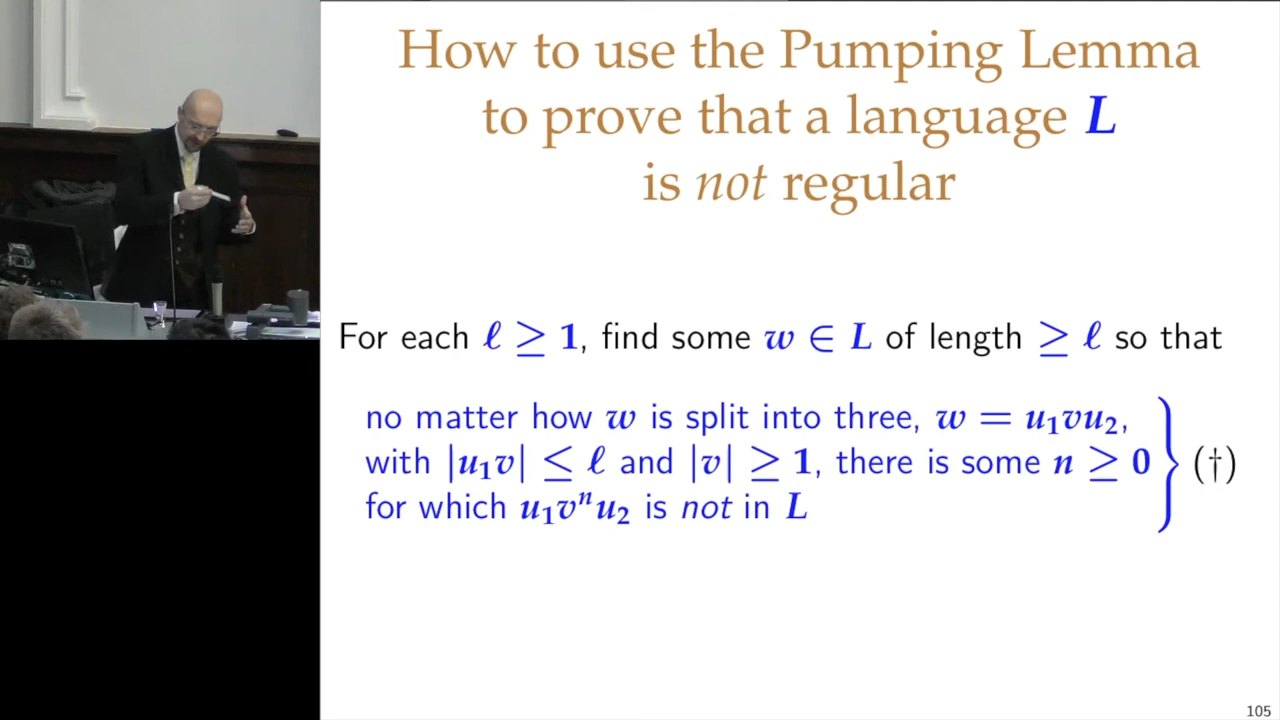 How to use the Pumping Lemma
to prove that a language L
is not regular
For each ℓ ≥ 1, find some w ∈ L of length ≥ ℓ so that
no matter how w is split into three, w = u₁vu₂,
with |u₁v| ≤ ℓ and |v| ≥ 1, there is some n ≥ 0
for which u₁vⁿu₂ is not in L
(†)
105